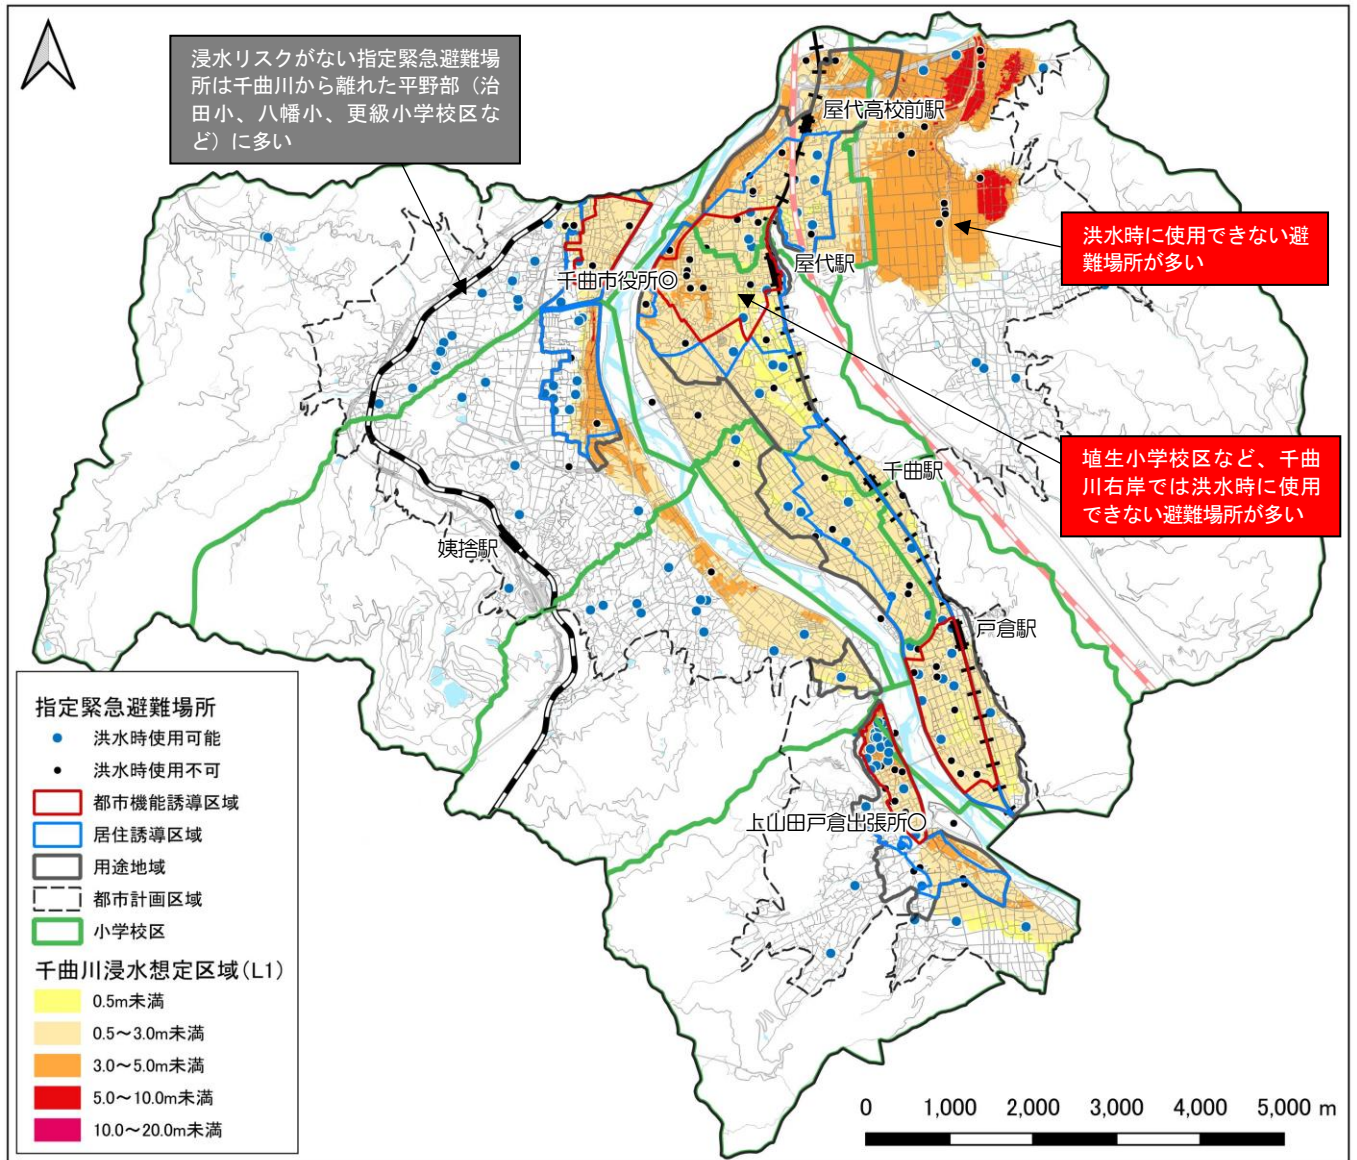 浸水リスクがない指定緊急避難場
所は千曲川から離れた平野部（治
田小、八幡小、更級小学校区な
ど）に多い
屋代高校前駅
洪水時に使用できない避
難場所が多い
屋代駅
千曲市役所◎
埴生小学校区など、千曲
川右岸では洪水時に使用
できない避難場所が多い
千曲駅
姨捨駅
戸倉駅
上山田戸倉出張所○
指定緊急避難場所
洪水時使用可能
洪水時使用不可
都市機能誘導区域
居住誘導区域
用途地域
都市計画区域
小学校区
千曲川浸水想定区域(L1)
0.5m未満
0.5～3.0m未満
3.0～5.0m未満
5.0～10.0m未満
10.0～20.0m未満
0 1,000 2,000 3,000 4,000 5,000 m